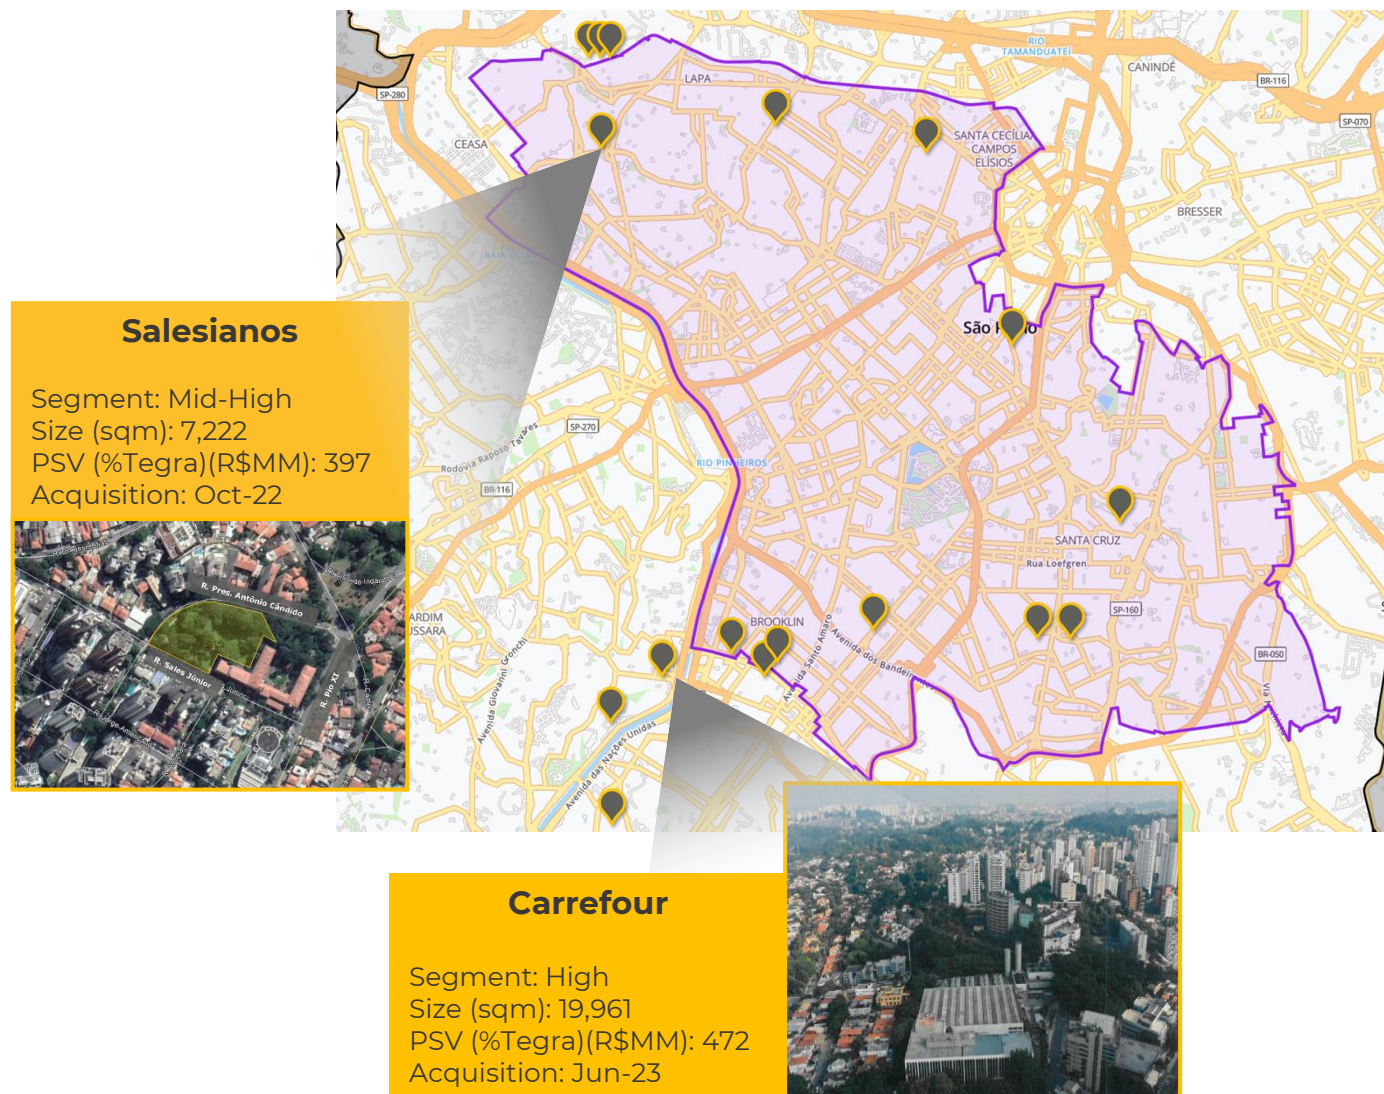 RIO
TAMANDUATEÍ
CANINDÉ
BR-116
SP-280
LAPA
SP-070
CEASA
SANTA CECÍLIA
CAMPOS
ELÍSIOS
BRESSER
São
Salesianos
Segment: Mid-High
Size (sqm): 7,222
PSV (%Tegra)(R$MM): 397
Acquisition: Oct-22
SP-270
Rodovia Raposo Tavares
RIO PINHEIROS
BR-116
SANTA CRUZ
Rua Loefgren
SP-160
R. Pres. Antônio Cândido
R. Sales Júnior
R. Pio XI
Avenida Giovanni Gronchi
BROOKLIN
Avenida Santo Amaro
Avenida dos Bandeirantes
BR-050
Avenida das Nações Unidas
Carrefour
Segment: High
Size (sqm): 19,961
PSV (%Tegra)(R$MM): 472
Acquisition: Jun-23